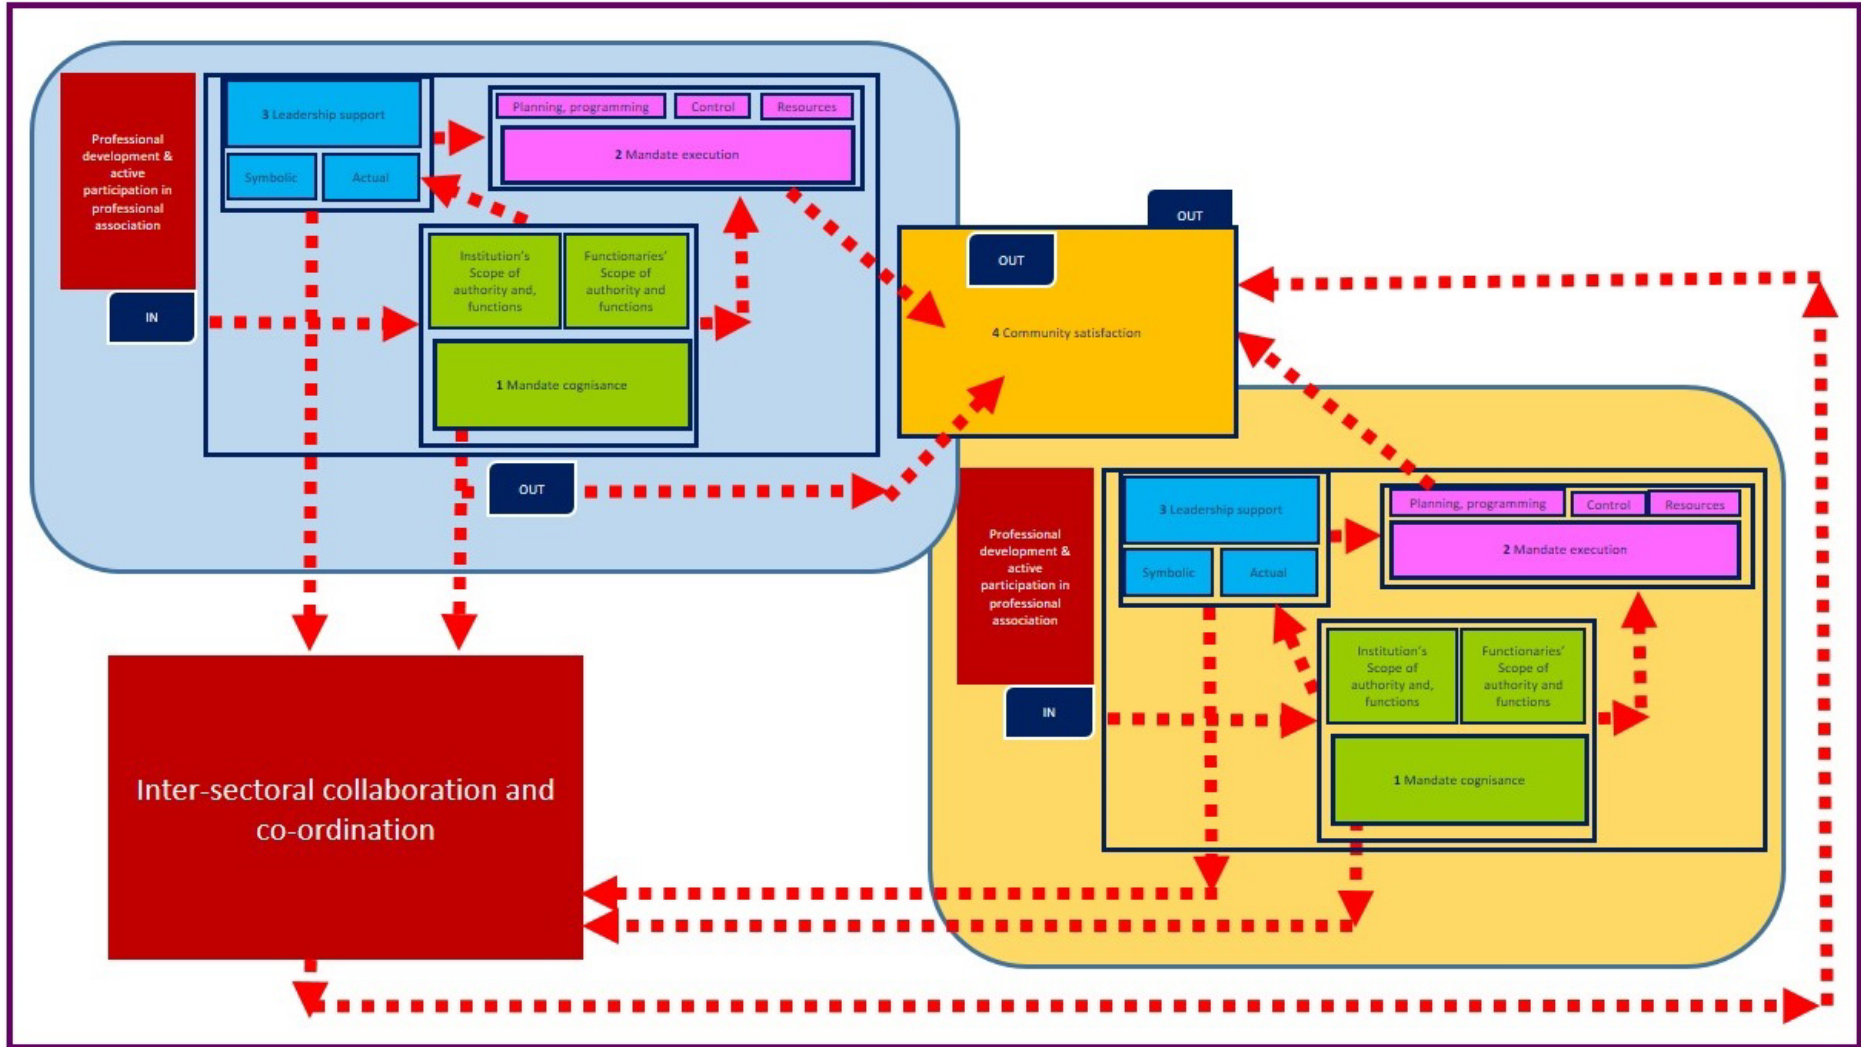 Professional
development &
active
participation in
professional
association
IN
3 Leadership support
Symbolic
Actual
Planning, programming
Control
Resources
2 Mandate execution
Institution's
Scope of
authority and,
functions
Functionaries'
Scope of
authority and
functions
1 Mandate cognisance
OUT
OUT
OUT
4 Community satisfaction
Professional
development &
active
participation in
professional
association
IN
3 Leadership support
Symbolic
Actual
Planning, programming
Control
Resources
2 Mandate execution
Institution's
Scope of
authority and,
functions
Functionaries'
Scope of
authority and
functions
1 Mandate cognisance
Inter-sectoral collaboration and
co-ordination